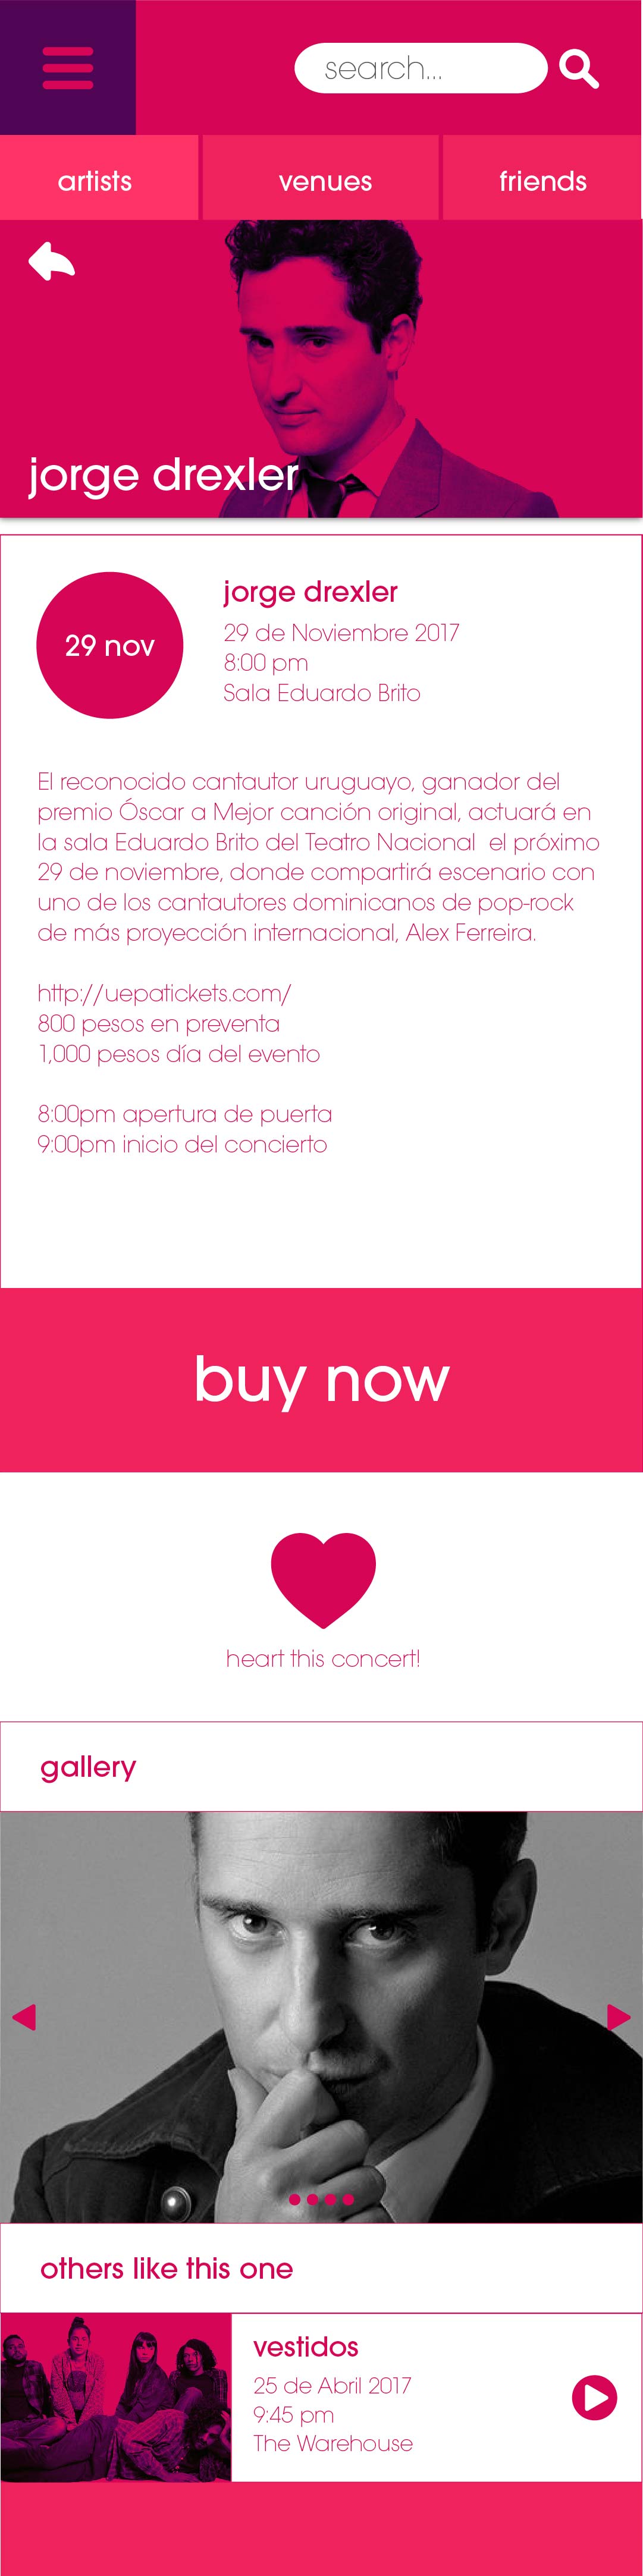 search...
artists venues friends
jorge drexler
29 nov
jorge drexler
29 de Noviembre 2017
8:00 pm
Sala Eduardo Brito
El reconocido cantautor uruguayo, ganador del
premio Óscar a Mejor canción original, actuará en
la sala Eduardo Brito del Teatro Nacional  el próximo
29 de noviembre, donde compartirá escenario con
uno de los cantautores dominicanos de pop-rock
de más proyección internacional, Alex Ferreira.
http://uepatickets.com/
800 pesos en preventa
1,000 pesos día del evento
8:00pm apertura de puerta
9:00pm inicio del concierto
buy now
heart this concert!
gallery
others like this one
vestidos
25 de Abril 2017
9:45 pm
The Warehouse